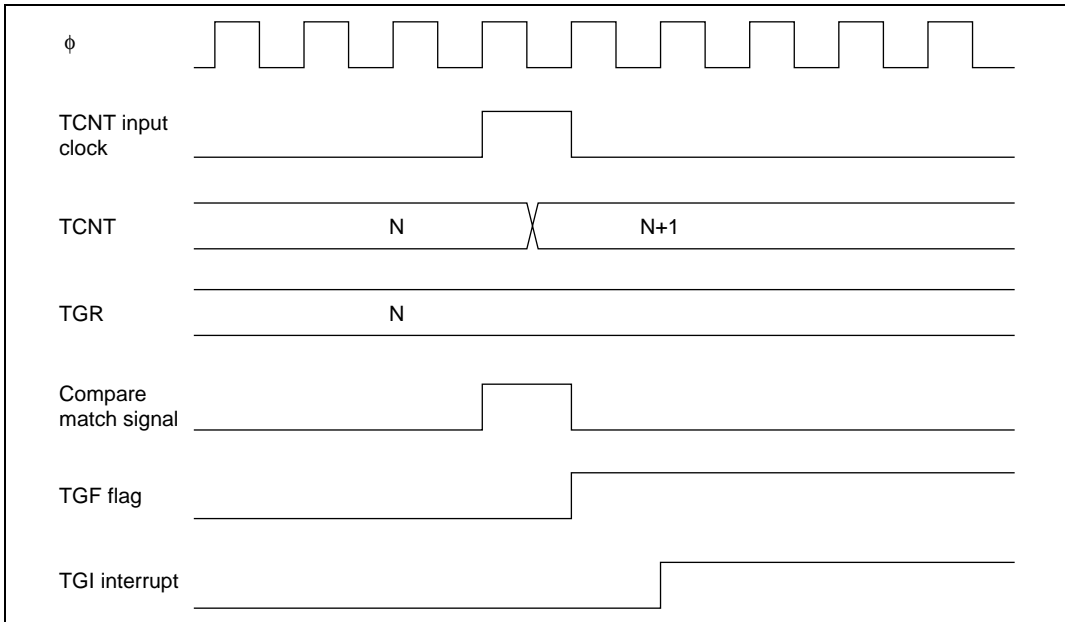 ϕ
TCNT input
clock
TCNT
N
N+1
TGR
N
Compare
match signal
TGF flag
TGI interrupt